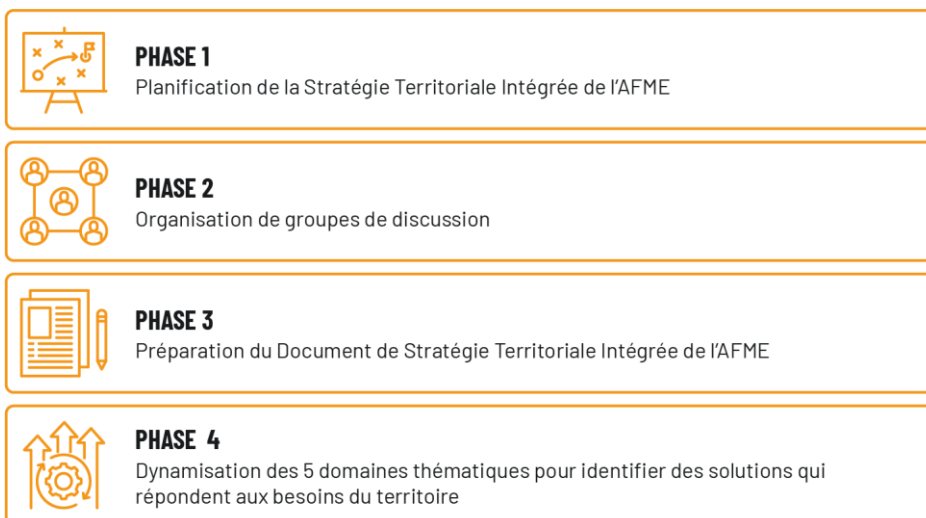 PHASE 1
Planification de la Stratégie Territoriale Intégrée de l'AFME
PHASE 2
Organisation de groupes de discussion
PHASE 3
Préparation du Document de Stratégie Territoriale Intégrée de l'AFME
PHASE 4
Dynamisation des 5 domaines thématiques pour identifier des solutions qui
répondent aux besoins du territoire